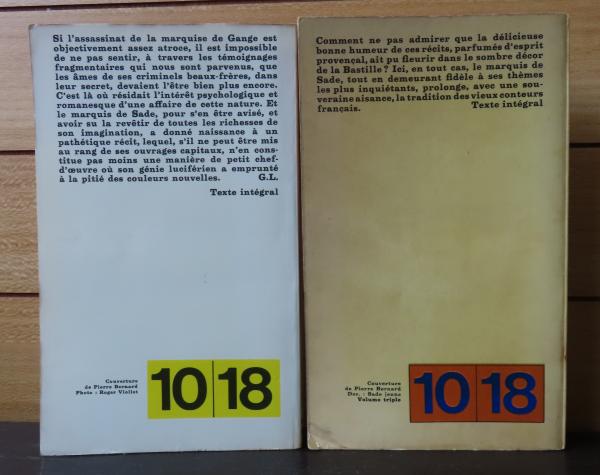 Si l'assassinat de la marquise de Gange est
objectivement assez atroce, il est impossible
de ne pas sentir, à travers les témoignages
fragmentaires qui nous sont parvenus, que
les âmes de ses criminels beaux-frères, dans
leur secret, devaient l'être bien plus encore.
C'est là où résidait l'intérêt psychologique et
romanesque d'une affaire de cette nature. Et
le marquis de Sade, pour s'en être avisé, et
avoir su la revêtir de toutes les richesses de
son imagination, a donné naissance à un
pathétique récit, lequel, s'il ne peut être mis
au rang de ses ouvrages capitaux, n'en cons-
titue pas moins une manière de petit chef-
d'œuvre où son génie luciférien a emprunté
à la pitié des couleurs nouvelles. G.L.
Texte intégral
Couverture
de Pierre Bernard
Photo : Roger Viollet
10 18
Comment ne pas admirer que la délicieuse
bonne humeur de ces récits, parfumés d'esprit
provençal, ait pu fleurir dans le sombre décor
de la Bastille ? Ici, en tout cas, le marquis de
Sade, tout en demeurant fidèle à ses thèmes
les plus inquiétants, prolonge, avec une sou-
veraine aisance, la tradition des vieux conteurs
français. Texte intégral
Couverture
de Pierre Bernard
Doc. : Sade jeune
Volume triple
10 18